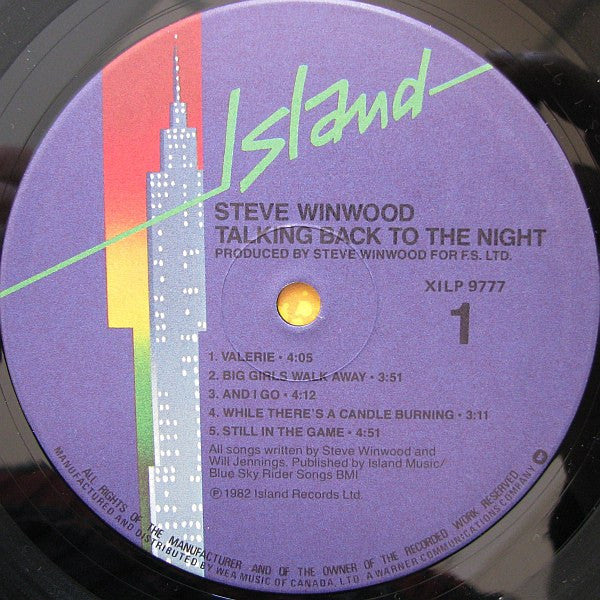 Island
STEVE WINWOOD
TALKING BACK TO THE NIGHT
PRODUCED BY STEVE WINWOOD FOR F.S. LTD.
XILP 9777
1
1. VALERIE • 4:05
2. BIG GIRLS WALK AWAY • 3:51
3. AND I GO • 4:12
4. WHILE THERE'S A CANDLE BURNING • 3:11
5. STILL IN THE GAME • 4:51
All songs written by Steve Winwood and
Will Jennings. Published by Island Music/
Blue Sky Rider Songs BMI
℗ 1982 Island Records Ltd.
ALL RIGHTS OF THE MANUFACTURER AND OF THE OWNER OF THE RECORDED WORK RESERVED
MANUFACTURED AND DISTRIBUTED BY WEA MUSIC OF CANADA, LTD. A WARNER COMMUNICATIONS COMPANY